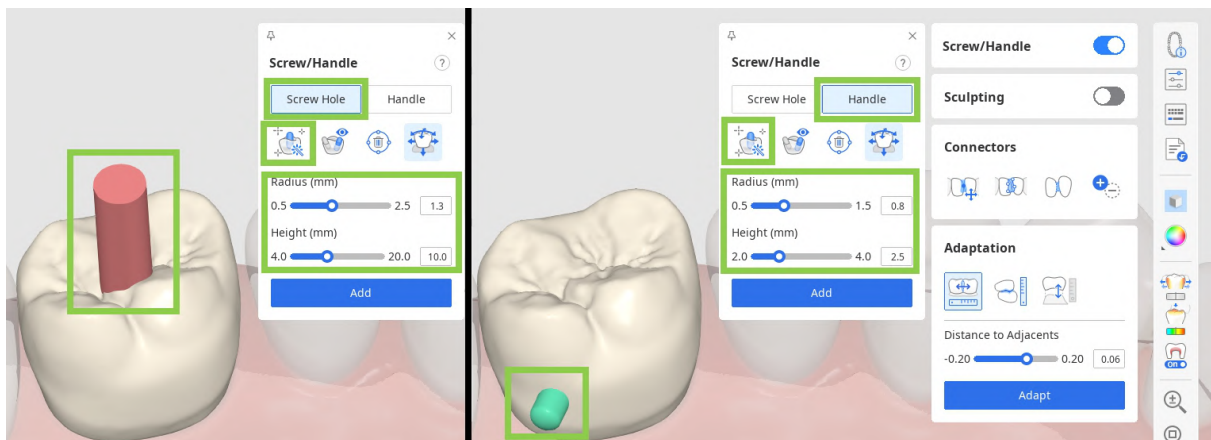 Screw/Handle
?
Screw Hole
Handle
Radius (mm)
0.5
2.5
1.3
Height (mm)
4.0
20.0
10.0
Add
Screw/Handle
?
Screw Hole
Handle
Radius (mm)
0.5
1.5
0.8
Height (mm)
2.0
4.0
2.5
Add
Screw/Handle
Sculpting
Connectors
Adaptation
Distance to Adjacents
-0.20
0.20
0.06
Adapt
ON